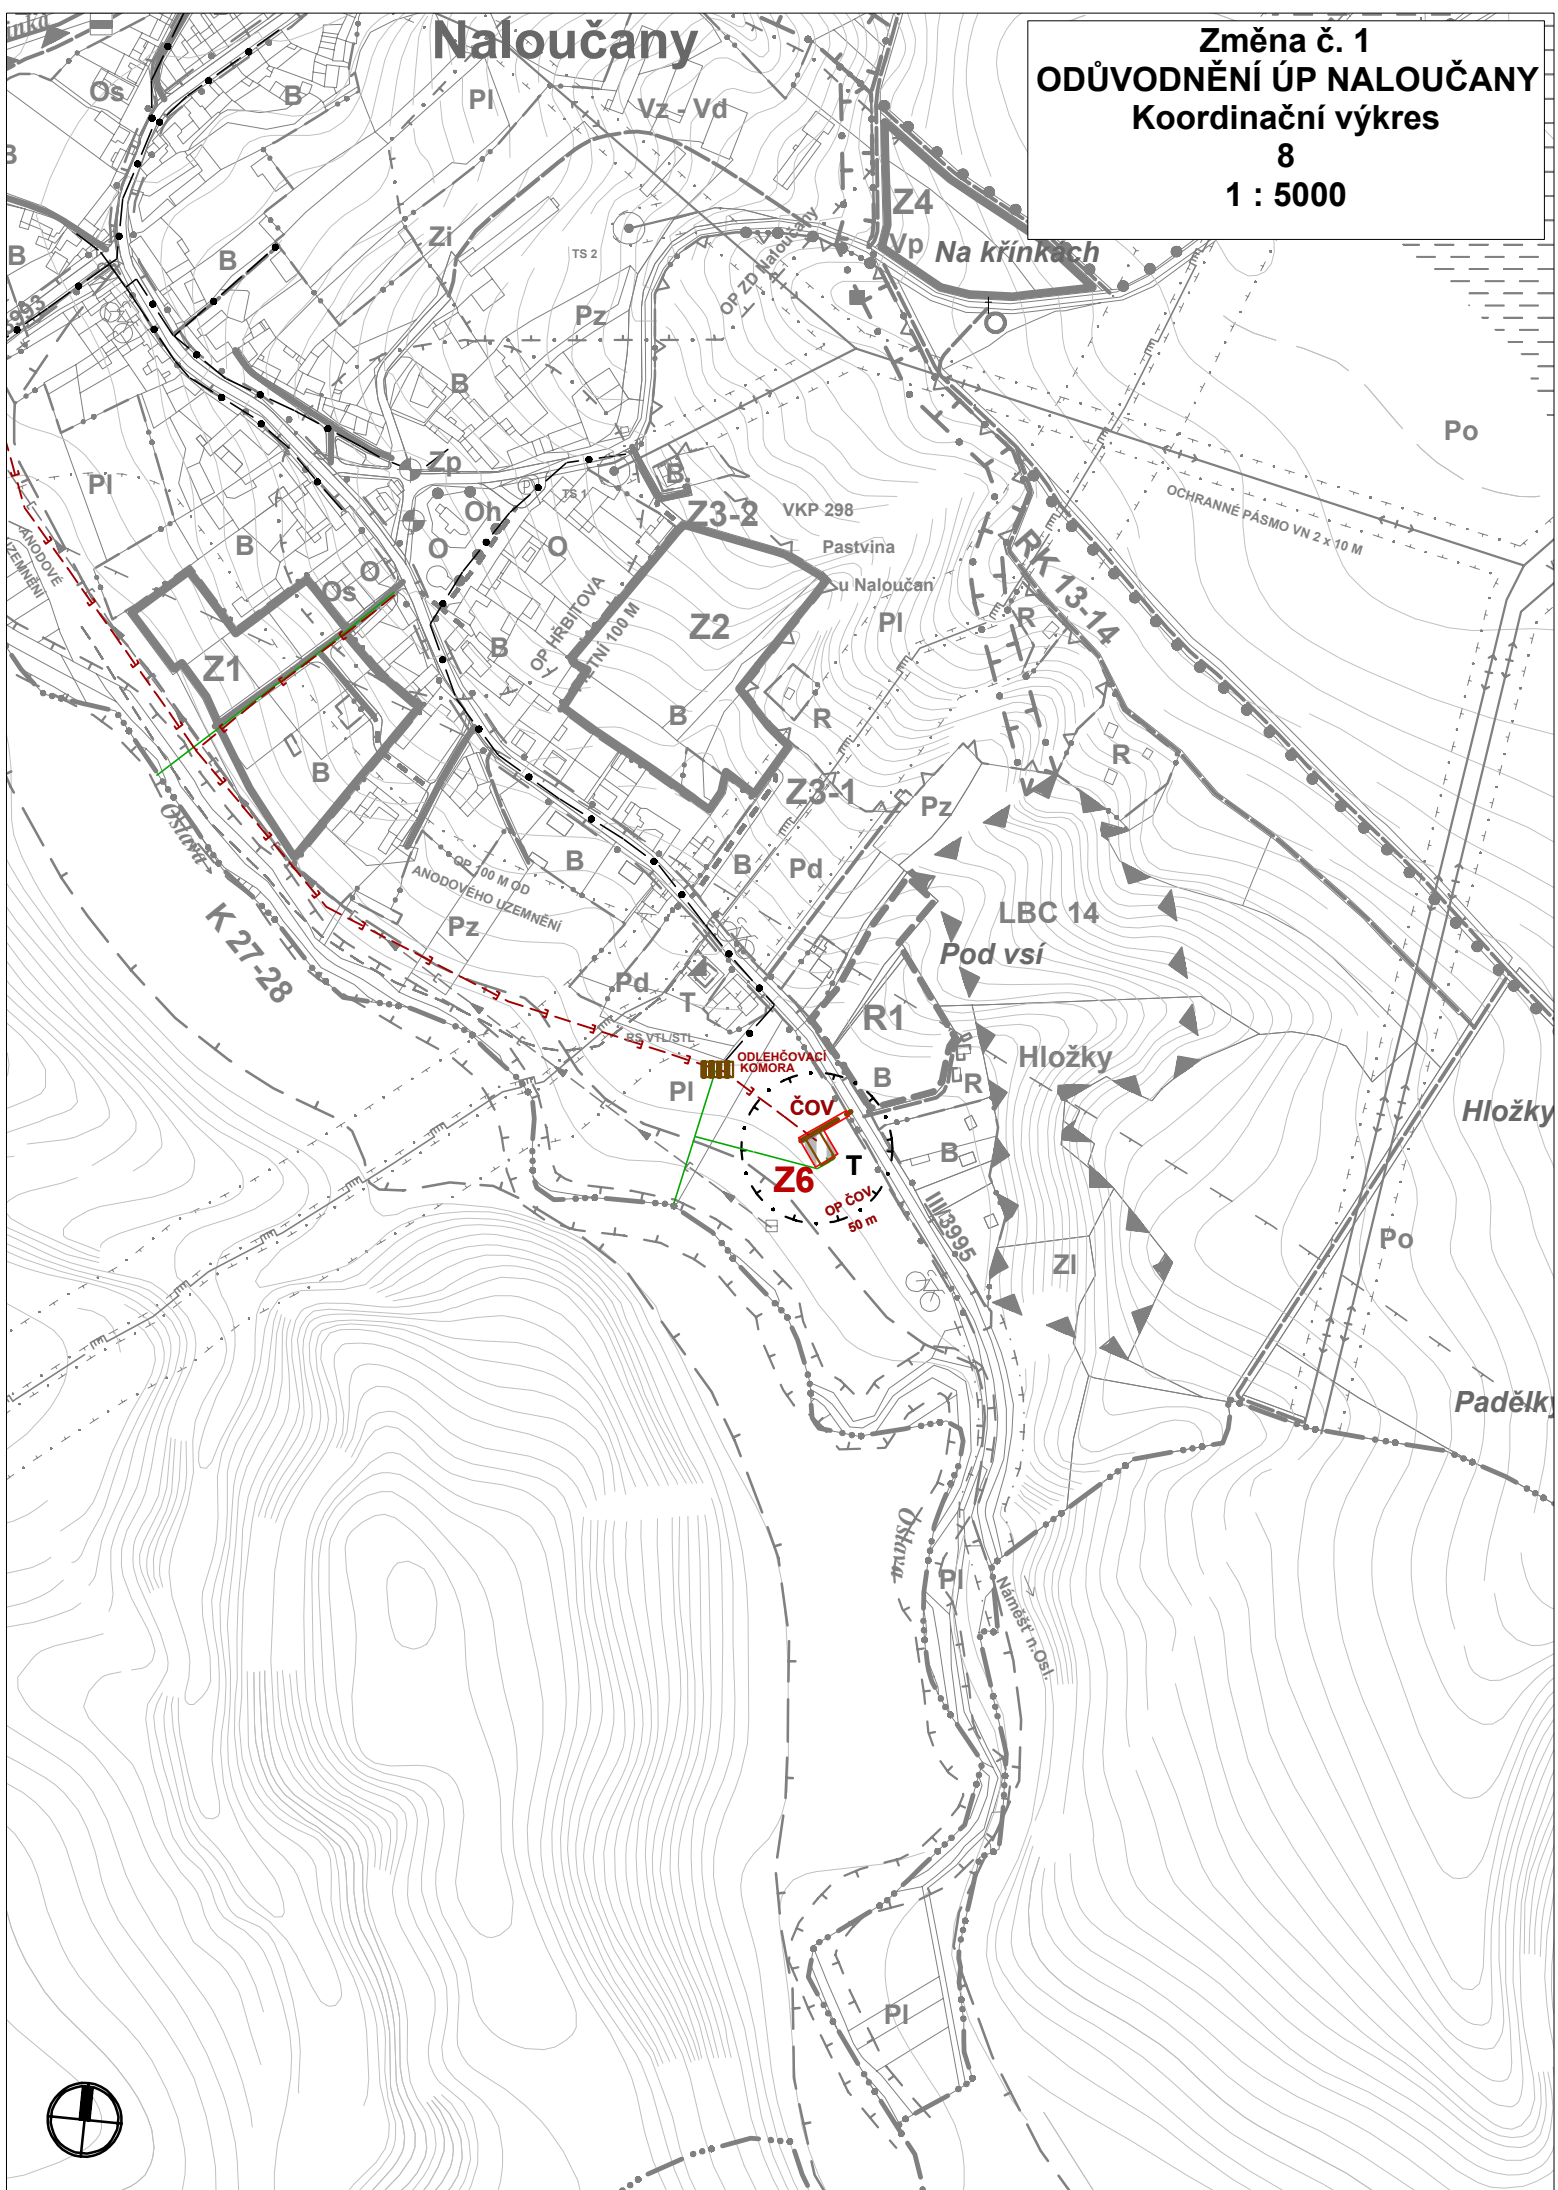 Naloučany
Změna č. 1
ODŮVODNĚNÍ ÚP NALOUČANY
Koordinační výkres
8
1 : 5000
Os
B
Pl
Vz - Vd
B
Z4
Vp
Na křínkách
Zi
TS 2
OP ZD Naloučany
B
B
Pz
B
Po
Zp
Pl
B
TS 1
Oh
Z3-2
VKP 298
OCHRANNÉ PÁSMO VN 2 x 10 M
B
O
O
Pastvina
RK 13-14
ANODOVÉ
O
Os
u Naloučan
OP HŘBITOVA
Z2
Pl
R
Z1
B
B
R
R
B
Z3-1
Pz
Oslava
OP 100 M OD
ANODOVÉHO UZEMNĚNÍ
B
B
Pd
LBC 14
K 27-28
Pz
Pod vsí
Pd
T
R1
RS VTL/STL
ODLEHČOVACÍ
KOMORA
Hložky
Pl
B
R
ČOV
Hložky
B
T
Z6
OP ČOV
50 m
III/3995
Po
Zl
Padělky
Oslava
Pl
Náměšť n.Osl.
Pl